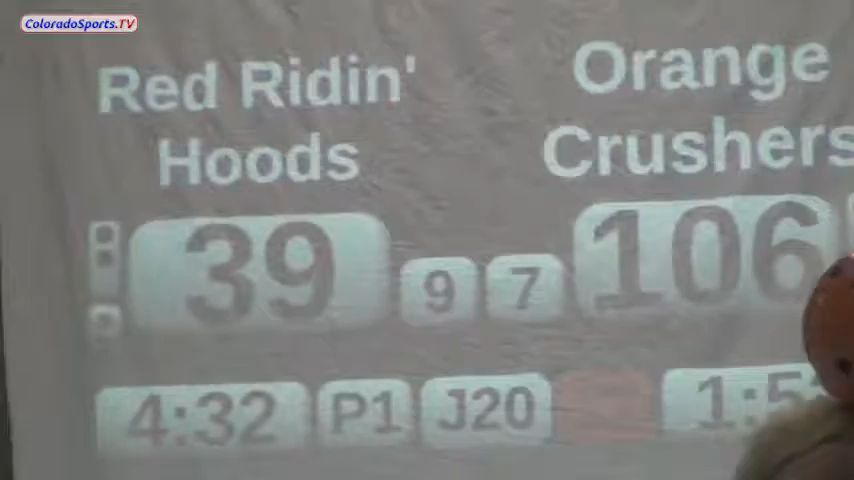 ColoradoSports.TV
Red Ridin' Orange
Hoods Crushers
39 9 7 106
4:32 P1 J20